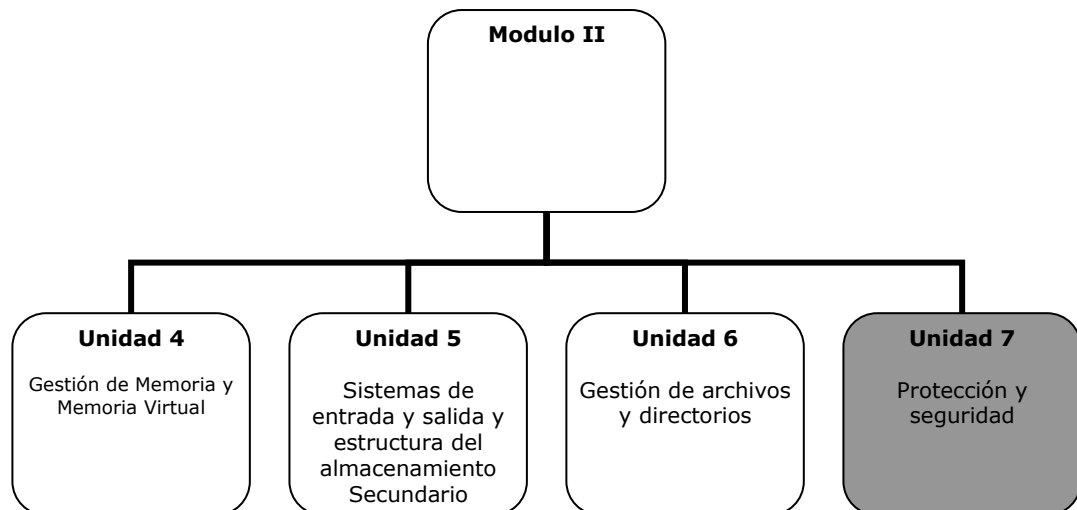 Modulo II
Unidad 4
Gestión de Memoria y
Memoria Virtual
Unidad 5
Sistemas de
entrada y salida y
estructura del
almacenamiento
Secundario
Unidad 6
Gestión de archivos
y directorios
Unidad 7
Protección y
seguridad